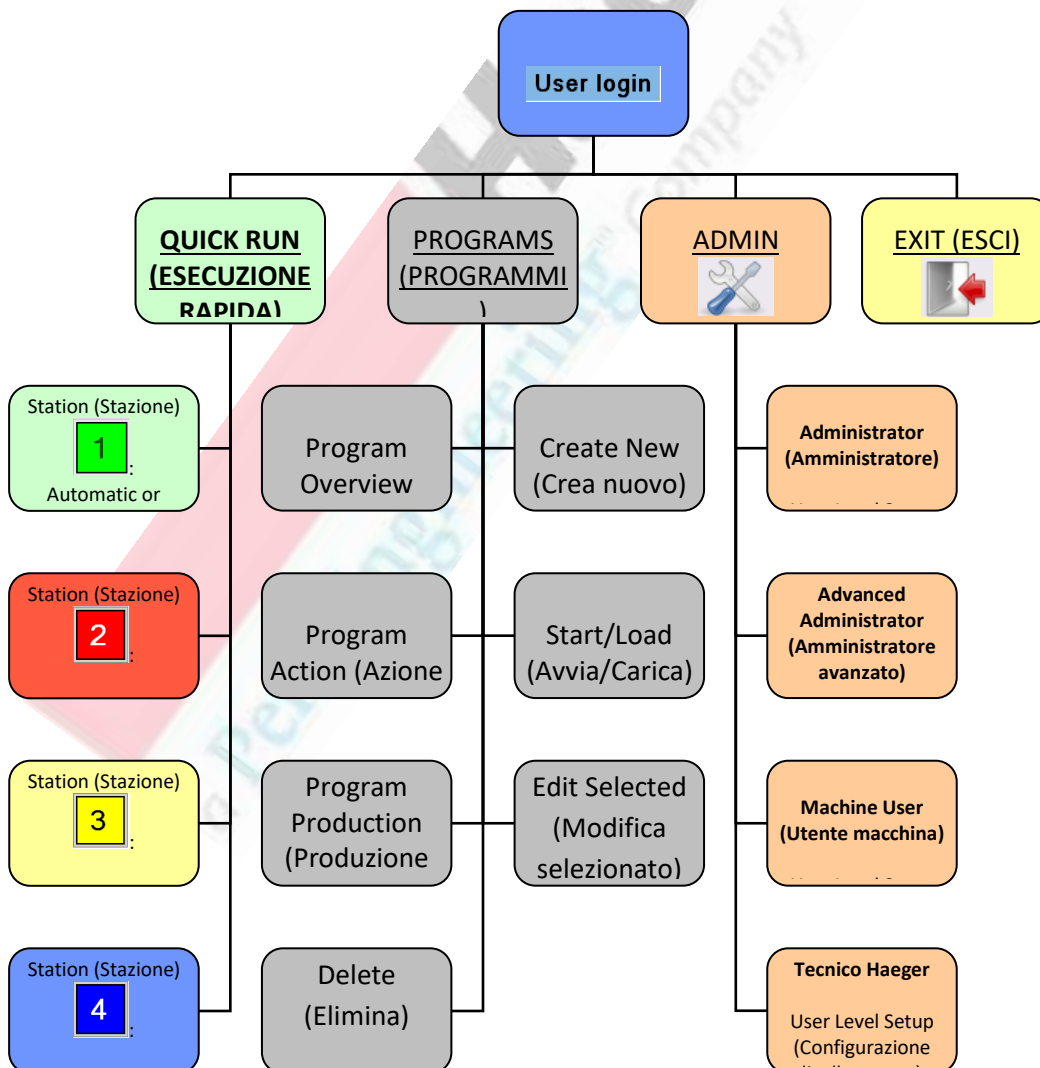 User login
QUICK RUN
(ESECUZIONE
RAPIDA)
PROGRAMS
(PROGRAMMI
)
ADMIN
EXIT (ESCI)
Station (Stazione)
1
:
Automatic or
Program
Overview
Create New
(Crea nuovo)
Administrator
(Amministratore)
Station (Stazione)
2
:
Program
Action (Azione
Start/Load
(Avvia/Carica)
Advanced
Administrator
(Amministratore
avanzato)
Station (Stazione)
3
:
Program
Production
(Produzione
Edit Selected
(Modifica
selezionato)
Machine User
(Utente macchina)
Station (Stazione)
4
:
Delete
(Elimina)
Tecnico Haeger
User Level Setup
(Configurazione
Engineering
Company